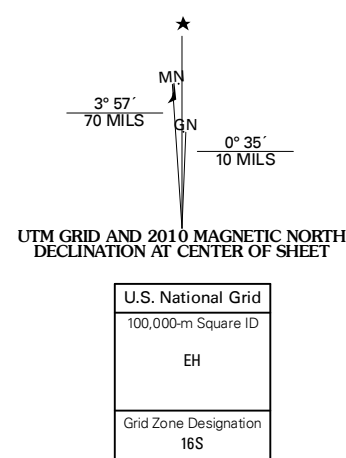 MN
3° 57´
70 MILS
GN
0° 35´
10 MILS
UTM GRID AND 2010 MAGNETIC NORTH
DECLINATION AT CENTER OF SHEET
U.S. National Grid
100,000-m Square ID
EH
Grid Zone Designation
16S